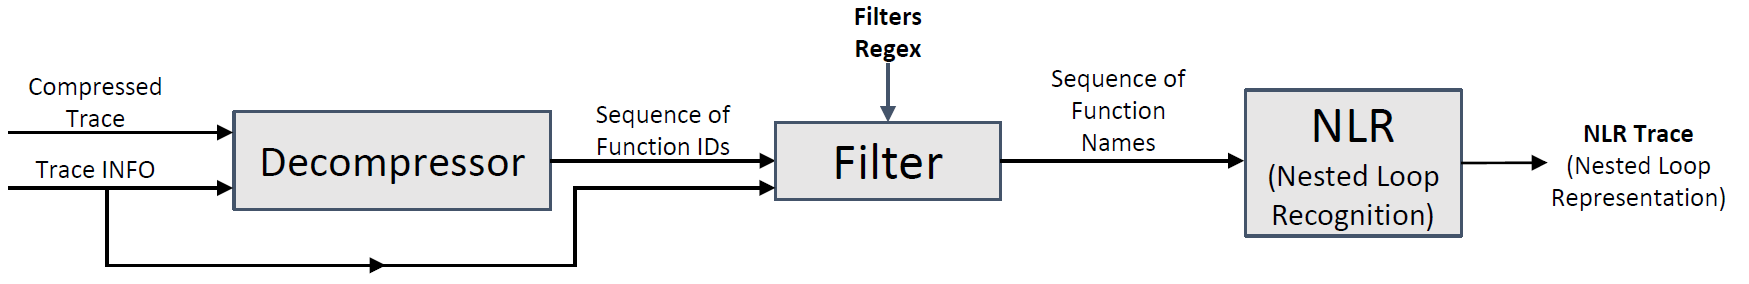 Filters
Regex
Compressed
Trace
Trace INFO
Decompressor
Sequence of
Function IDs
Filter
Sequence of
Function
Names
NLR
(Nested Loop
Recognition)
NLR Trace
(Nested Loop
Representation)